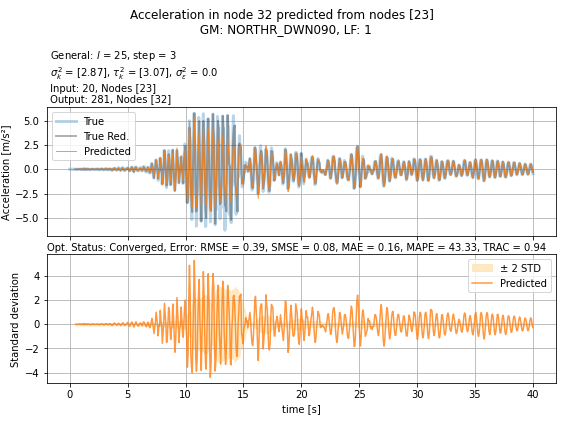 Acceleration in node 32 predicted from nodes [23]
GM: NORTHR_DWN090, LF: 1
General: l = 25, step = 3
σ²ₖ = [2.87], τ²ₖ = [3.07], σ²ₑ = 0.0
Input: 20, Nodes [23]
Output: 281, Nodes [32]
Acceleration [m/s²]
5.0
2.5
0.0
−2.5
−5.0
True
True Red.
Predicted
Opt. Status: Converged, Error: RMSE = 0.39, SMSE = 0.08, MAE = 0.16, MAPE = 43.33, TRAC = 0.94
Standard deviation
4
2
0
−2
−4
± 2 STD
Predicted
0 5 10 15 20 25 30 35 40
time [s]